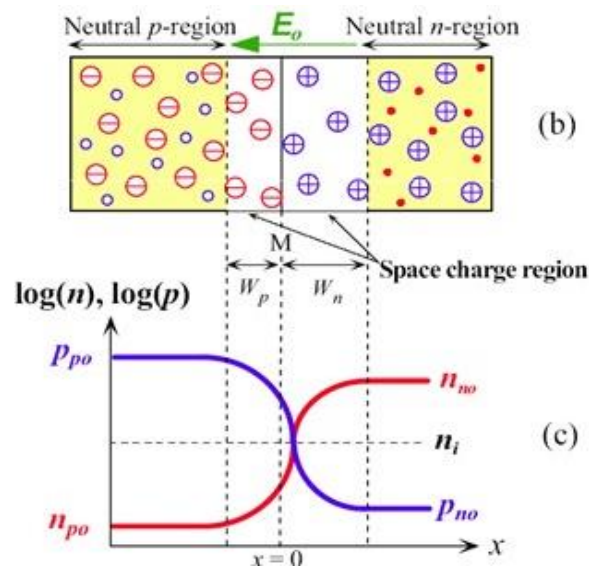 Neutral p-region E_o Neutral n-region
(b)
M
Space charge region
W_p W_n
log(n), log(p)
p_po
n_no
n_i
(c)
n_po
p_no
x = 0
x